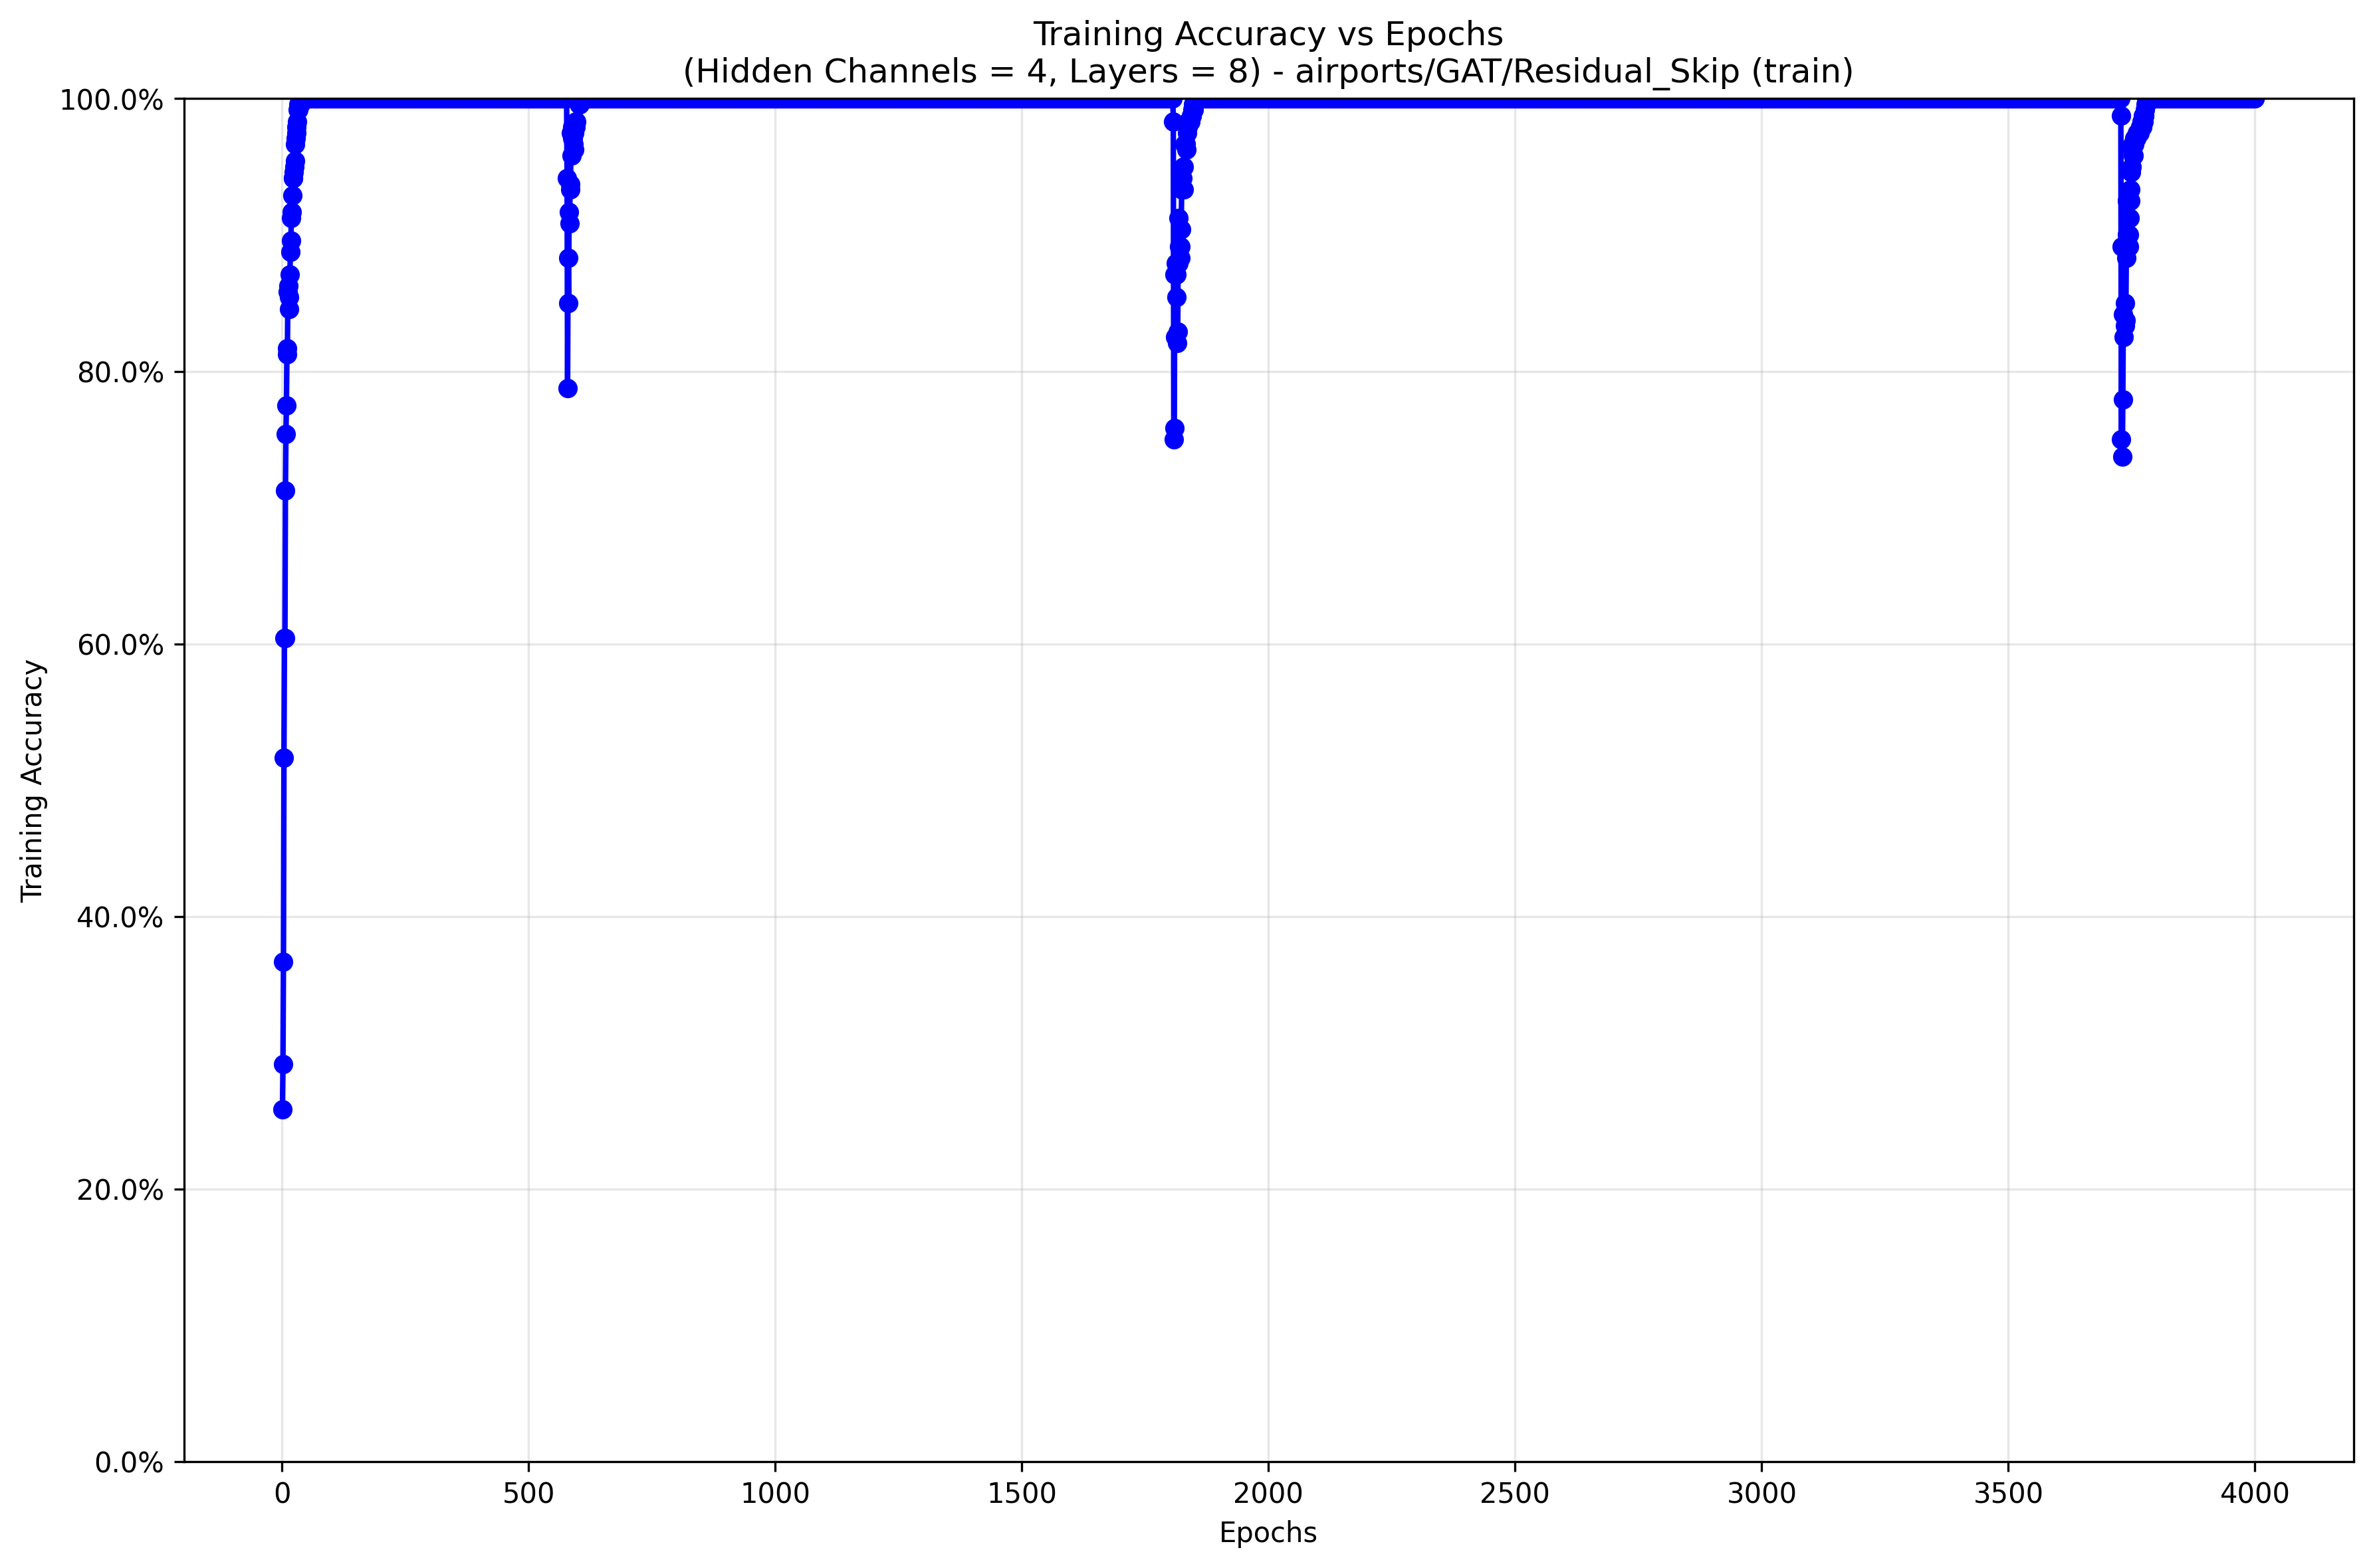 Training Accuracy vs Epochs
(Hidden Channels = 4, Layers = 8) - airports/GAT/Residual_Skip (train)
Training Accuracy
100.0%
80.0%
60.0%
40.0%
20.0%
0.0%
0 500 1000 1500 2000 2500 3000 3500 4000
Epochs